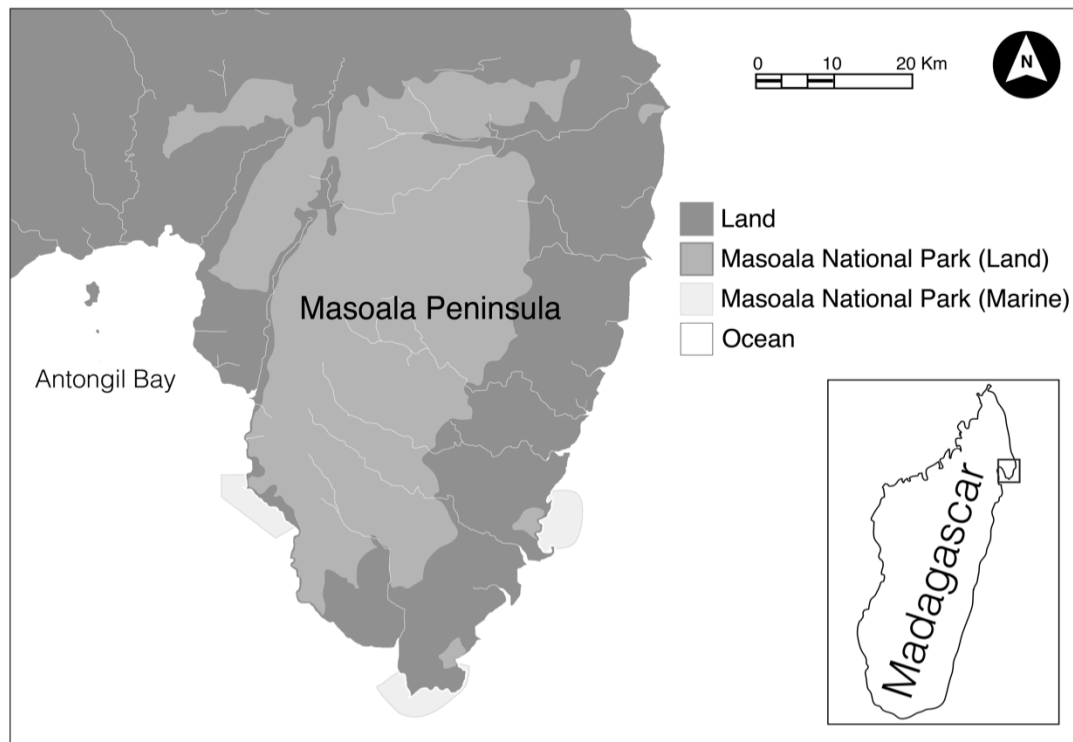 0 10 20 Km
N
Land
Masoala National Park (Land)
Masoala National Park (Marine)
Ocean
Masoala Peninsula
Antongil Bay
Madagascar